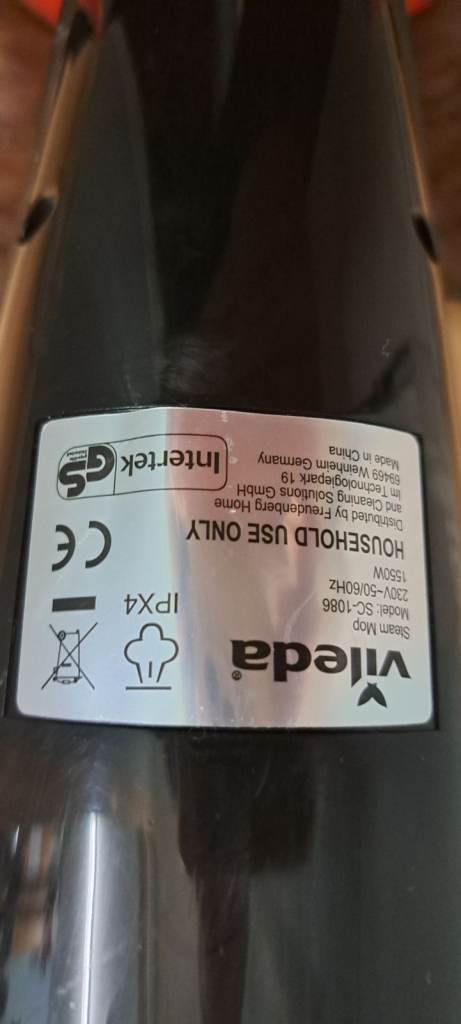 vileda®
Steam Mop
Model: SC-1086
230V~50/60Hz
1550W
IPX4
HOUSEHOLD USE ONLY
CE
Distributed by Freudenberg Home
and Cleaning Solutions GmbH
Im Technologiepark 19
69469 Weinheim Germany
Made in China
Intertek
GS